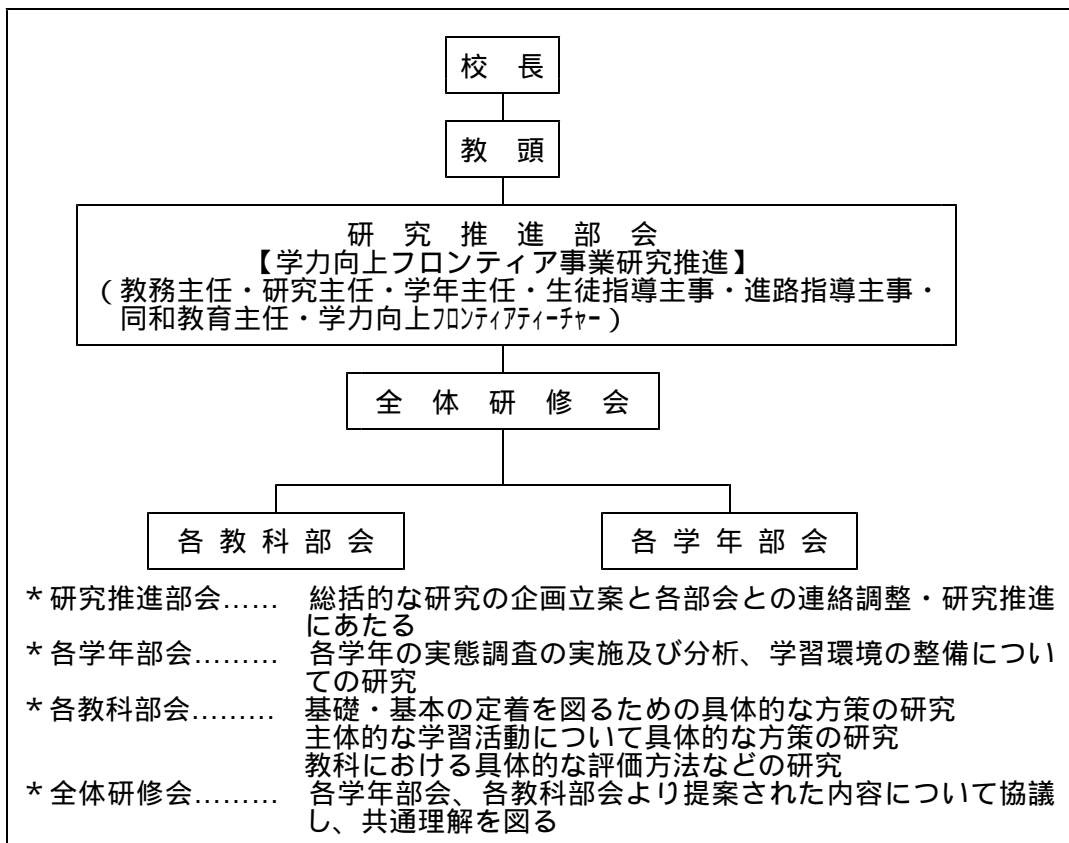 校 長
教 頭
研 究 推 進 部 会
【学力向上フロンティア事業研究推進】
（教務主任・研究主任・学年主任・生徒指導主事・進路指導主事・
同和教育主任・学力向上ﾌﾛﾝﾃｨｱﾃｨｰﾁｬｰ）
全 体 研 修 会
各 教 科 部 会
各 学 年 部 会
*研究推進部会…… 総括的な研究の企画立案と各部会との連絡調整・研究推進
にあたる
*各学年部会……… 各学年の実態調査の実施及び分析、学習環境の整備につい
ての研究
*各教科部会……… 基礎・基本の定着を図るための具体的な方策の研究
主体的な学習活動について具体的な方策の研究
教科における具体的な評価方法などの研究
*全体研修会……… 各学年部会、各教科部会より提案された内容について協議
し、共通理解を図る